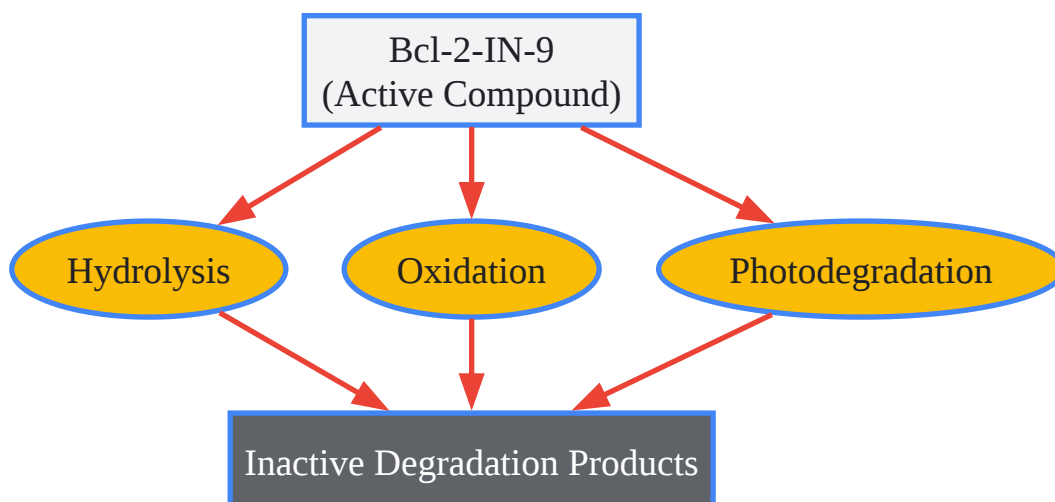 Bcl-2-IN-9
(Active Compound)
Hydrolysis
Oxidation
Photodegradation
Inactive Degradation Products